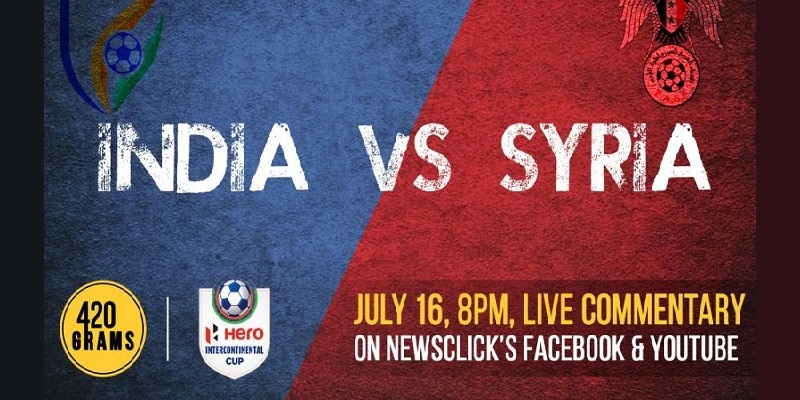 INDIA VS SYRIA
420
GRAMS
Hero
INTERCONTINENTAL
CUP
JULY 16, 8PM, LIVE COMMENTARY
ON NEWSCLICK'S FACEBOOK & YOUTUBE